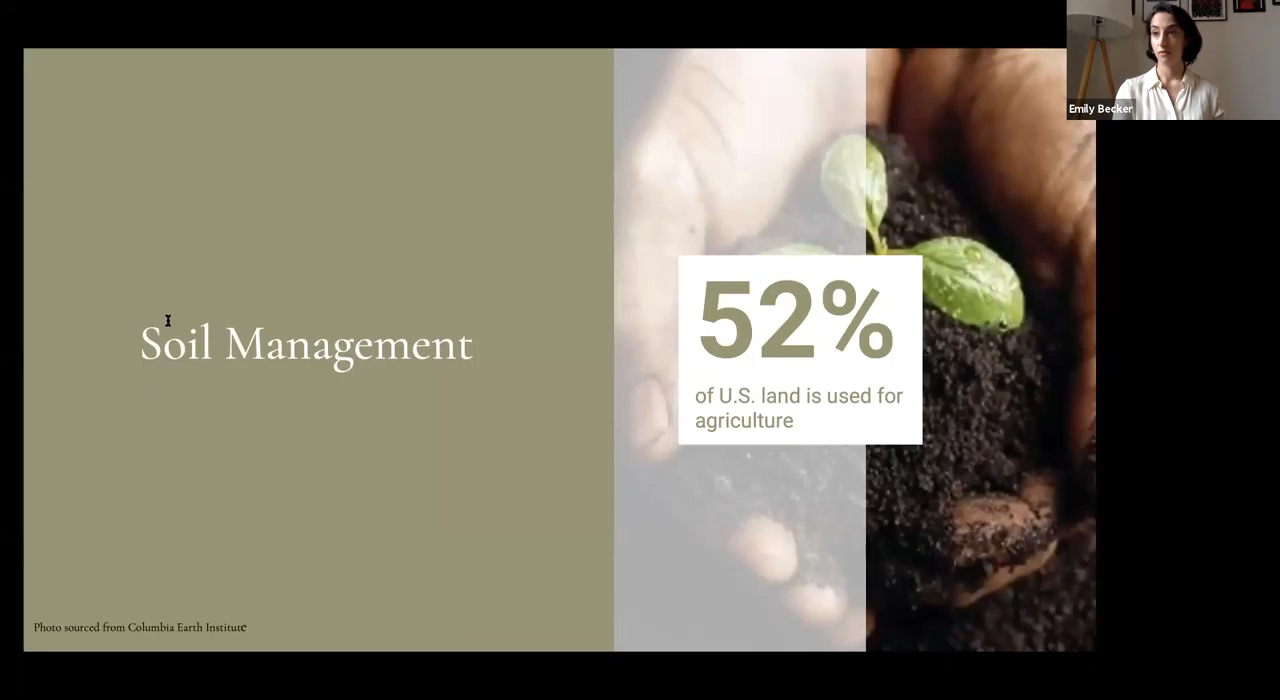 Soil Management
52%
of U.S. land is used for
agriculture
Photo sourced from Columbia Earth Institute
Emily Becker